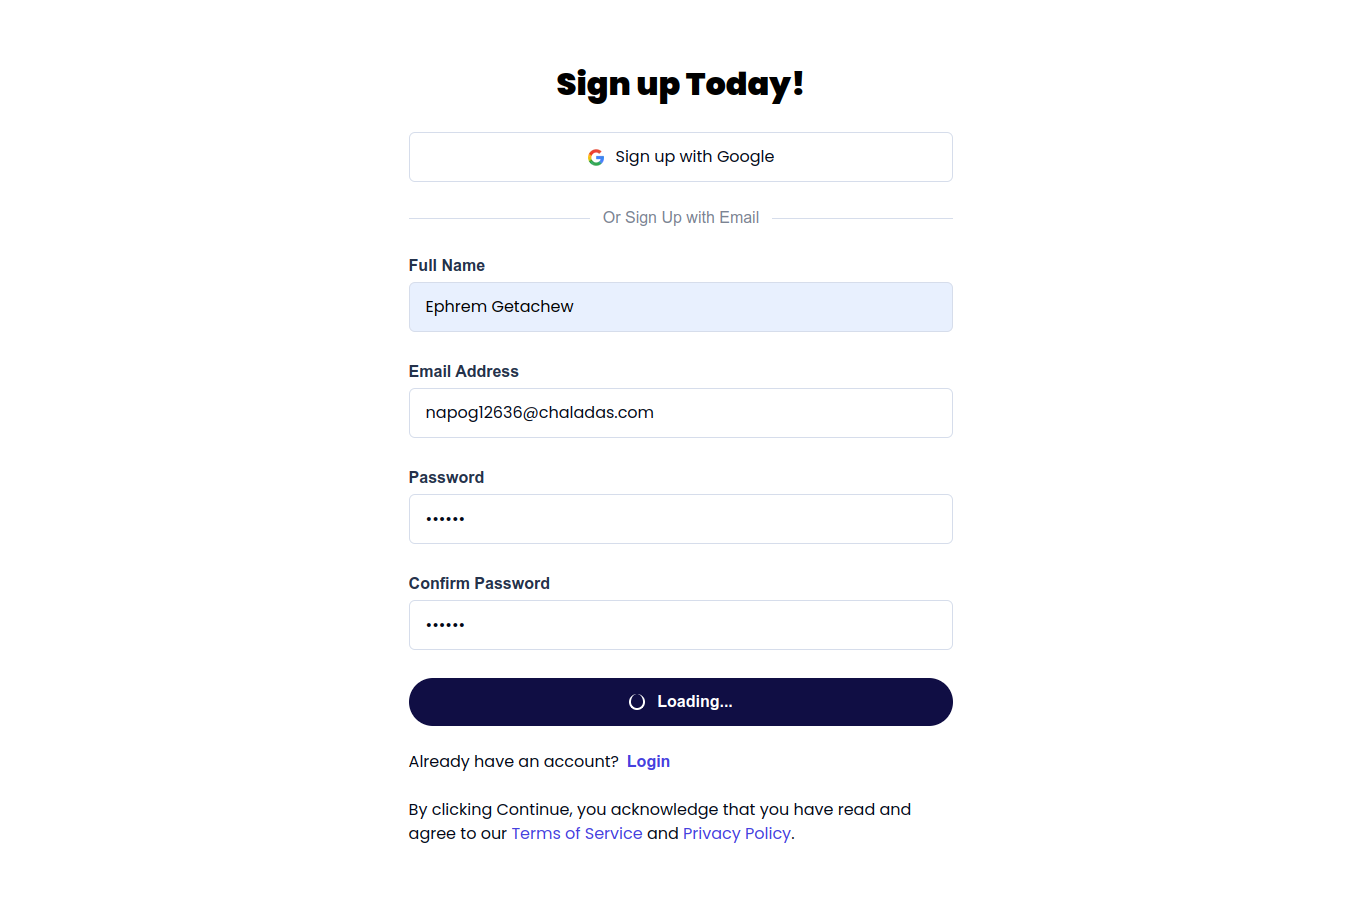 Sign up Today!
Sign up with Google
Or Sign Up with Email
Full Name
Ephrem Getachew
Email Address
napog12636@chaladas.com
Password
••••••
Confirm Password
••••••
Loading...
Already have an account? Login
By clicking Continue, you acknowledge that you have read and
agree to our Terms of Service and Privacy Policy.